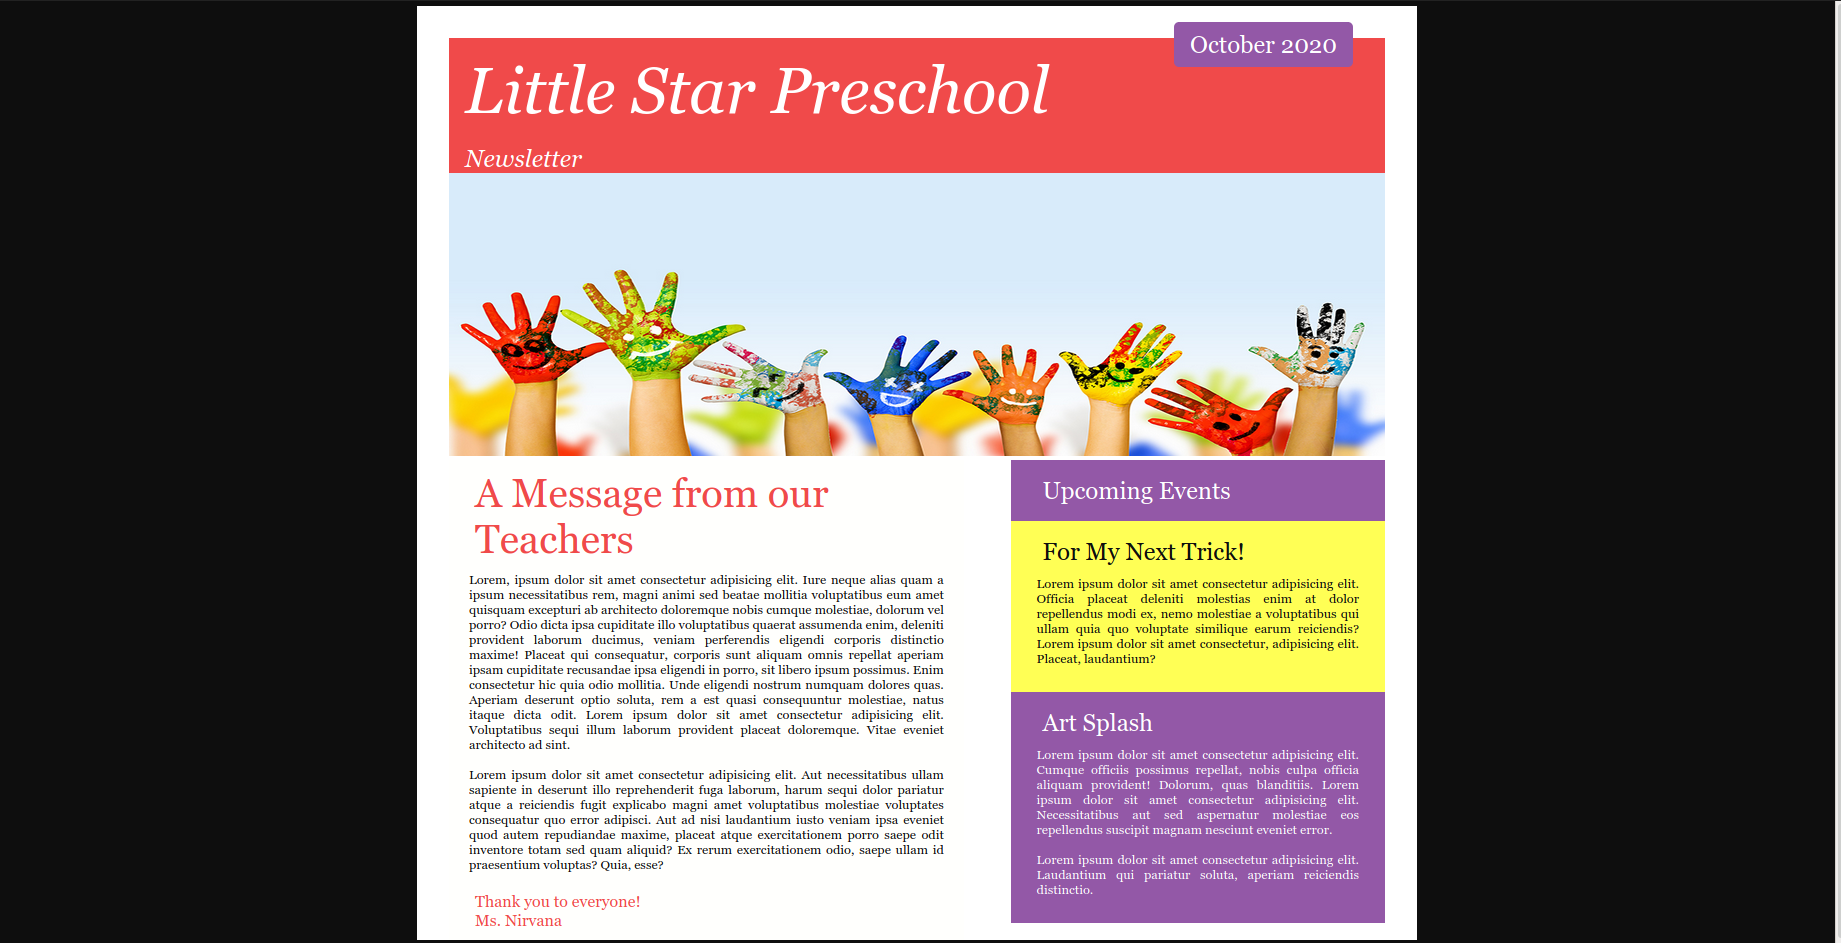 October 2020
Little Star Preschool
Newsletter
A Message from our
Teachers
Lorem, ipsum dolor sit amet consectetur adipisicing elit. Iure neque alias quam a
ipsum necessitatibus rem, magni animi sed beatae mollitia voluptatibus eum amet
quisquam excepturi ab architecto doloremque nobis cumque molestiae, dolorum vel
porro? Odio dicta ipsa cupiditate illo voluptatibus quaerat assumenda enim, deleniti
provident laborum ducimus, veniam perferendis eligendi corporis distinctio
maxime! Placeat qui consequatur, corporis sunt aliquam omnis repellat aperiam
ipsam cupiditate recusandae ipsa eligendi in porro, sit libero ipsum possimus. Enim
consectetur hic quia odio mollitia. Unde eligendi nostrum numquam dolores quas.
Aperiam deserunt optio soluta, rem a est quasi consequuntur molestiae, natus
itaque dicta odit. Lorem ipsum dolor sit amet consectetur adipisicing elit.
Voluptatibus sequi illum laborum provident placeat doloremque. Vitae eveniet
architecto ad sint.
Lorem ipsum dolor sit amet consectetur adipisicing elit. Aut necessitatibus ullam
sapiente in deserunt illo reprehenderit fuga laborum, harum sequi dolor pariatur
atque a reiciendis fugit explicabo magni amet voluptatibus molestiae voluptates
consequatur quo error adipisci. Aut ad nisi laudantium iusto veniam ipsa eveniet
quod autem repudiandae maxime, placeat atque exercitationem porro saepe odit
inventore totam sed quam aliquid? Ex rerum exercitationem odio, saepe ullam id
praesentium voluptas? Quia, esse?
Thank you to everyone!
Ms. Nirvana
Upcoming Events
For My Next Trick!
Lorem ipsum dolor sit amet consectetur adipisicing elit.
Officia placeat deleniti molestias enim at dolor
repellendus modi ex, nemo molestiae a voluptatibus qui
ullam quia quo voluptate similique earum reiciendis?
Lorem ipsum dolor sit amet consectetur, adipisicing elit.
Placeat, laudantium?
Art Splash
Lorem ipsum dolor sit amet consectetur adipisicing elit.
Cumque officiis possimus repellat, nobis culpa officia
aliquam provident! Dolorum, quas blanditiis. Lorem
ipsum dolor sit amet consectetur adipisicing elit.
Necessitatibus aut sed aspernatur molestiae eos
repellendus suscipit magnam nesciunt eveniet error.
Lorem ipsum dolor sit amet consectetur adipisicing elit.
Laudantium qui pariatur soluta, aperiam reiciendis
distinctio.